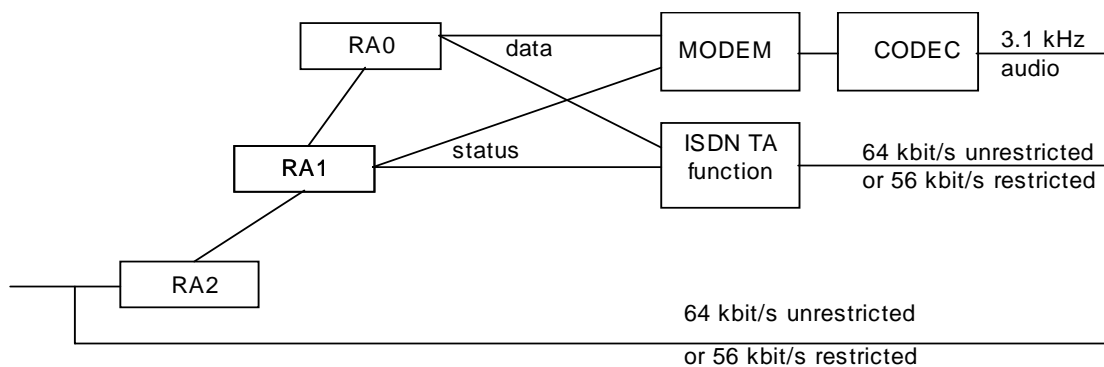 RA0
data
MODEM
CODEC
3.1 kHz
audio
RA1
status
ISDN TA
function
64 kbit/s unrestricted
or 56 kbit/s restricted
RA2
64 kbit/s unrestricted
or 56 kbit/s restricted